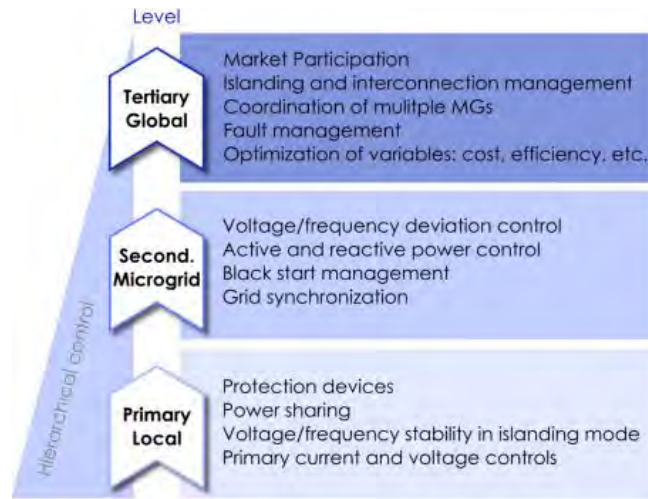 Level
Tertiary
Global
Market Participation
Islanding and interconnection management
Coordination of mulitple MGs
Fault management
Optimization of variables: cost, efficiency, etc.
Second.
Microgrid
Voltage/frequency deviation control
Active and reactive power control
Black start management
Grid synchronization
Primary
Local
Protection devices
Power sharing
Voltage/frequency stability in islanding mode
Primary current and voltage controls
Hierarchical control